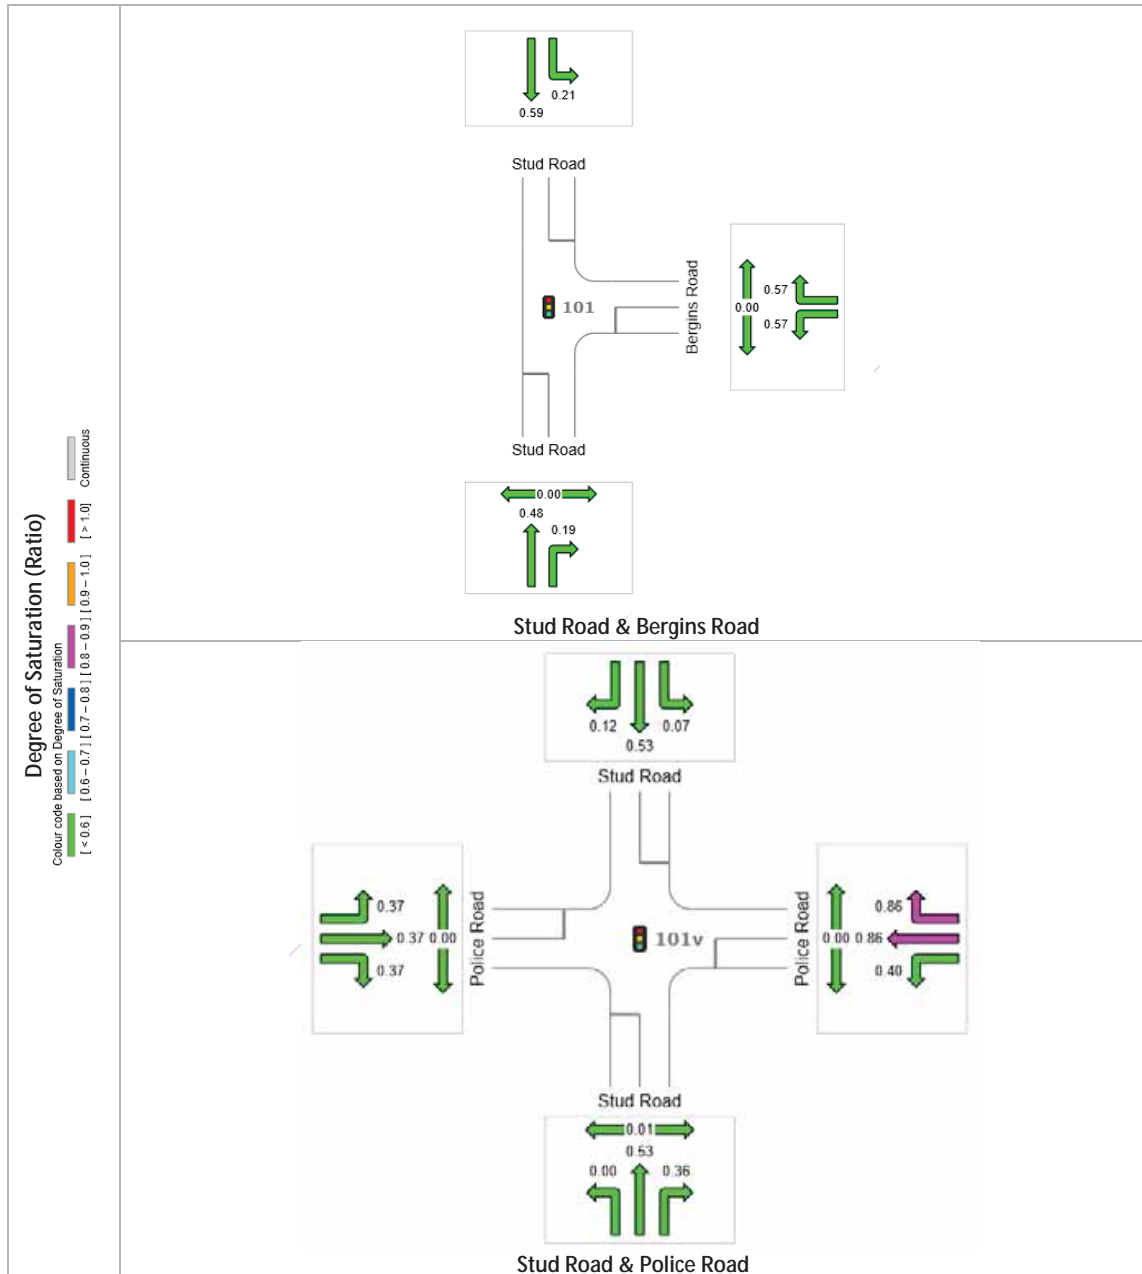 Degree of Saturation (Ratio)
Colour code based on Degree of Saturation
[ < 0.6 ]
[ 0.6 – 0.7 ]
[ 0.7 – 0.8 ]
[ 0.8 – 0.9 ]
[ 0.9 – 1.0 ]
[ > 1.0]
Continuous
0.21
0.59
Stud Road
101
Bergins Road
0.57
0.00
0.57
Stud Road
0.00
0.48
0.19
Stud Road & Bergins Road
0.12
0.07
0.53
Stud Road
0.37
0.37
0.00
0.37
Police Road
101v
Police Road
0.86
0.00
0.86
0.40
Stud Road
0.01
0.53
0.00
0.36
Stud Road & Police Road